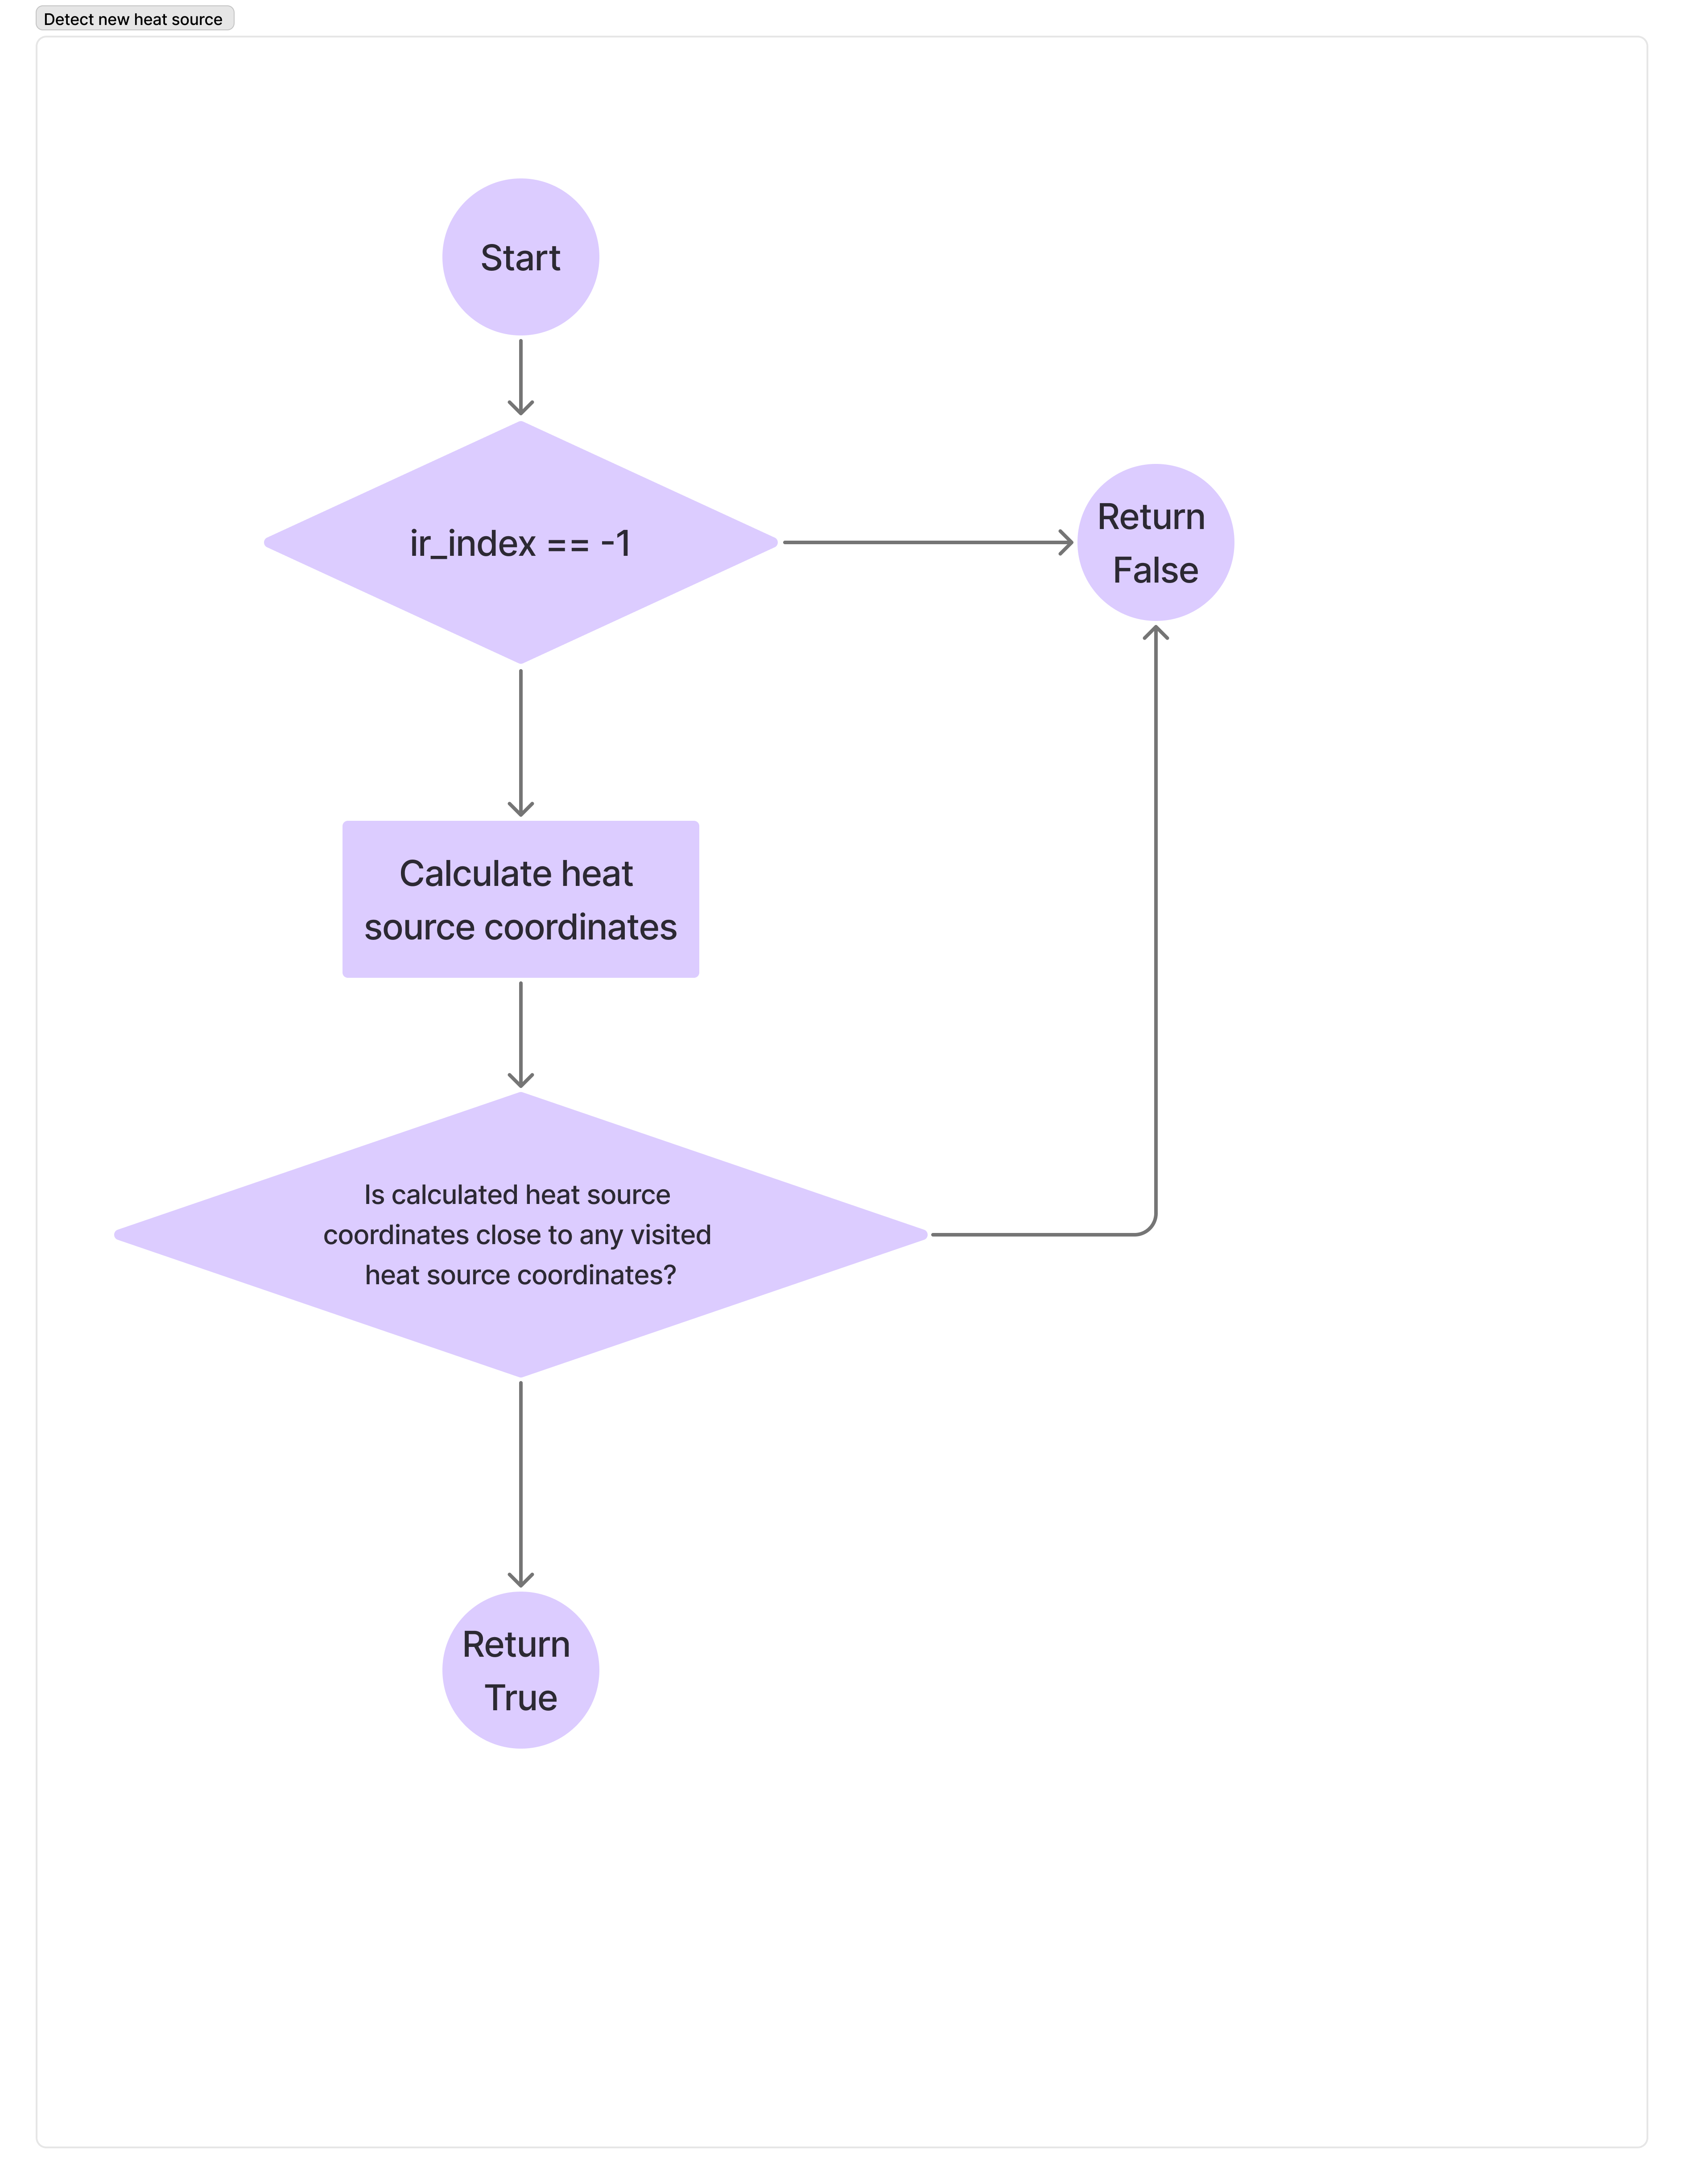 Detect new heat source
Start
ir_index == -1
Return
False
Calculate heat
source coordinates
Is calculated heat source
coordinates close to any visited
heat source coordinates?
Return
True